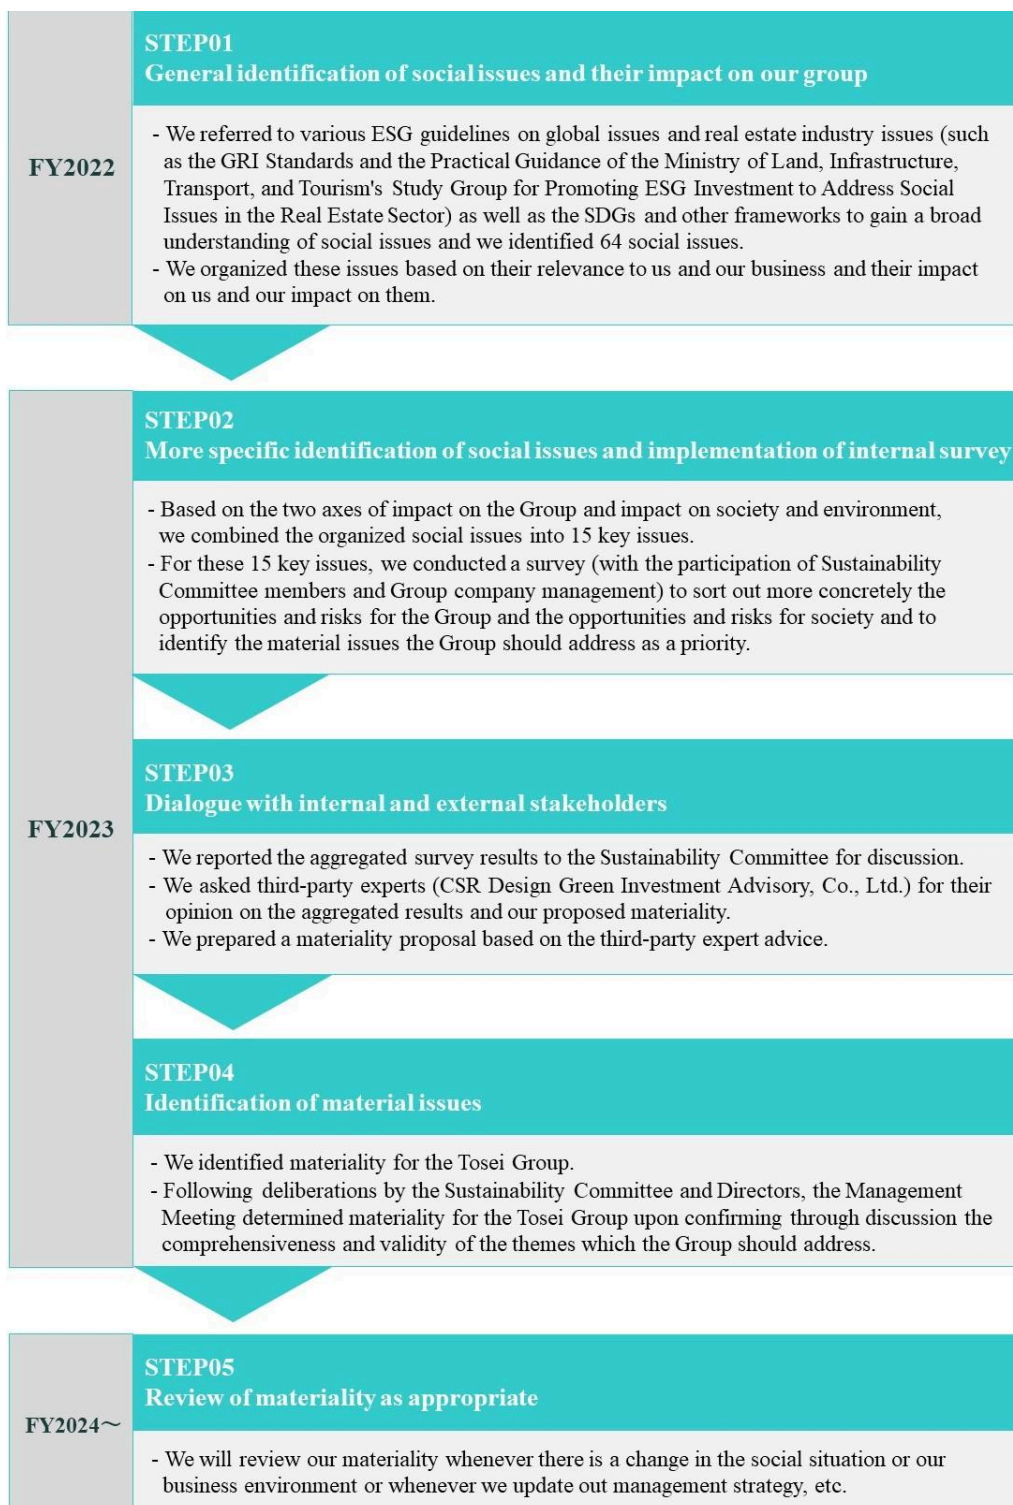 STEP01
General identification of social issues and their impact on our group
FY2022
- We referred to various ESG guidelines on global issues and real estate industry issues (such
as the GRI Standards and the Practical Guidance of the Ministry of Land, Infrastructure,
Transport, and Tourism's Study Group for Promoting ESG Investment to Address Social
Issues in the Real Estate Sector) as well as the SDGs and other frameworks to gain a broad
understanding of social issues and we identified 64 social issues.
- We organized these issues based on their relevance to us and our business and their impact
on us and our impact on them.
STEP02
More specific identification of social issues and implementation of internal survey
- Based on the two axes of impact on the Group and impact on society and environment,
we combined the organized social issues into 15 key issues.
- For these 15 key issues, we conducted a survey (with the participation of Sustainability
Committee members and Group company management) to sort out more concretely the
opportunities and risks for the Group and the opportunities and risks for society and to
identify the material issues the Group should address as a priority.
FY2023
STEP03
Dialogue with internal and external stakeholders
- We reported the aggregated survey results to the Sustainability Committee for discussion.
- We asked third-party experts (CSR Design Green Investment Advisory, Co., Ltd.) for their
opinion on the aggregated results and our proposed materiality.
- We prepared a materiality proposal based on the third-party expert advice.
STEP04
Identification of material issues
- We identified materiality for the Tosei Group.
- Following deliberations by the Sustainability Committee and Directors, the Management
Meeting determined materiality for the Tosei Group upon confirming through discussion the
comprehensiveness and validity of the themes which the Group should address.
STEP05
Review of materiality as appropriate
FY2024～
- We will review our materiality whenever there is a change in the social situation or our
business environment or whenever we update out management strategy, etc.